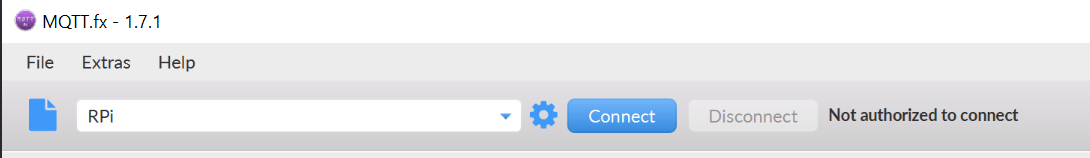 MQTT.fx - 1.7.1
File Extras Help
RPi Connect Disconnect Not authorized to connect